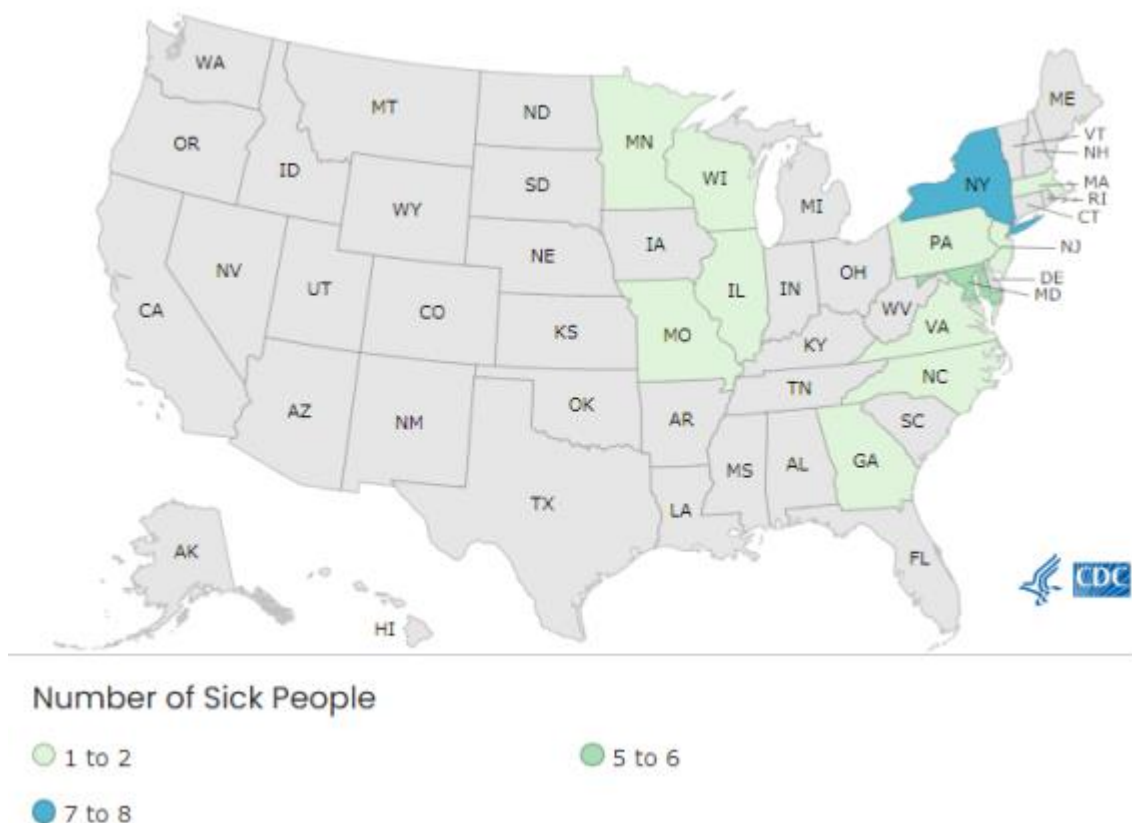 WA
MT
ND
MN
ME
VT
NH
OR
ID
SD
WI
NY
MA
RI
CT
WY
MI
IA
PA
NJ
NE
NV
UT
IL
IN
OH
DE
MD
CA
CO
WV
VA
KS
MO
KY
NC
TN
AZ
NM
OK
AR
SC
MS
AL
GA
TX
LA
AK
FL
CDC
HI
Number of Sick People
1 to 2
5 to 6
7 to 8